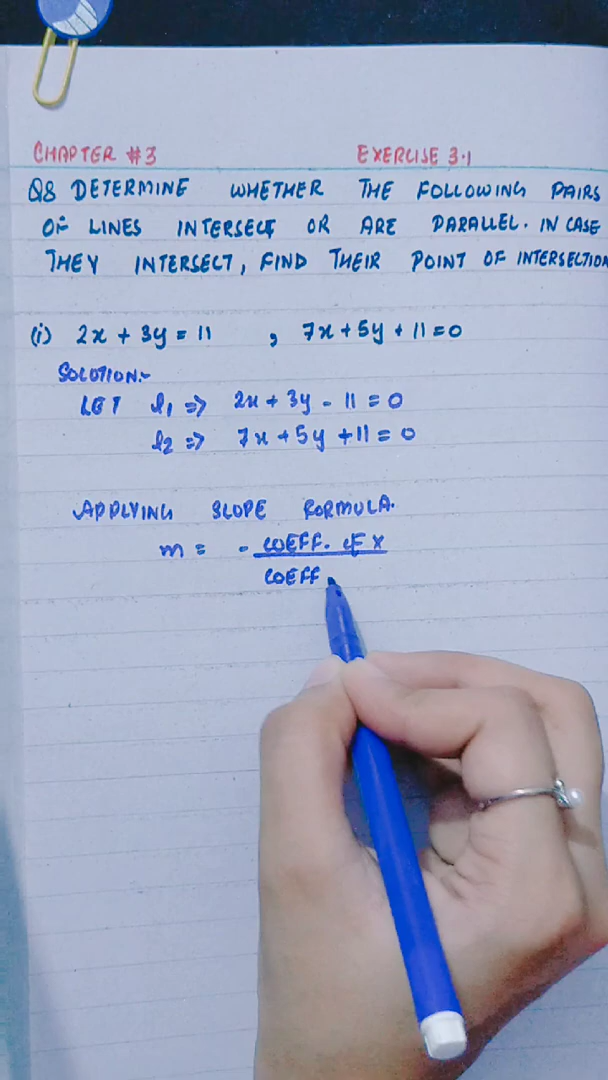 CHAPTER #3 EXERCISE 3.1
Q8 DETERMINE WHETHER THE FOLLOWING PAIRS
OF LINES INTERSECT OR ARE PARALLEL. IN CASE
THEY INTERSECT, FIND THEIR POINT OF INTERSECTION
(i) 2x + 3y = 11 , 7x + 5y + 11 = 0
SOLUTION:-
LET l₁ => 2x + 3y - 11 = 0
l₂ => 7x + 5y + 11 = 0
APPLYING SLOPE FORMULA.
m = - COEFF. OF X
COEFF.